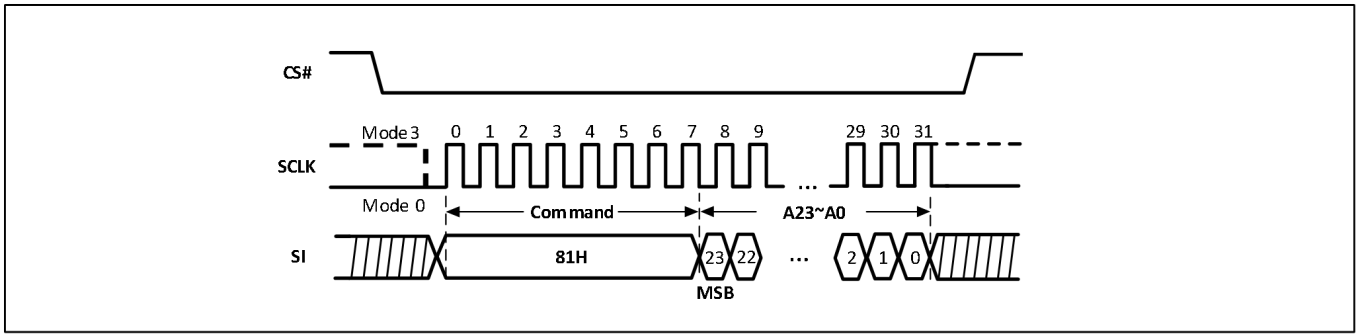 CS#
Mode 3 0 1 2 3 4 5 6 7 8 9 29 30 31
SCLK ...
Mode 0 Command A23~A0
SI 81H 23 22 ... 2 1 0
MSB